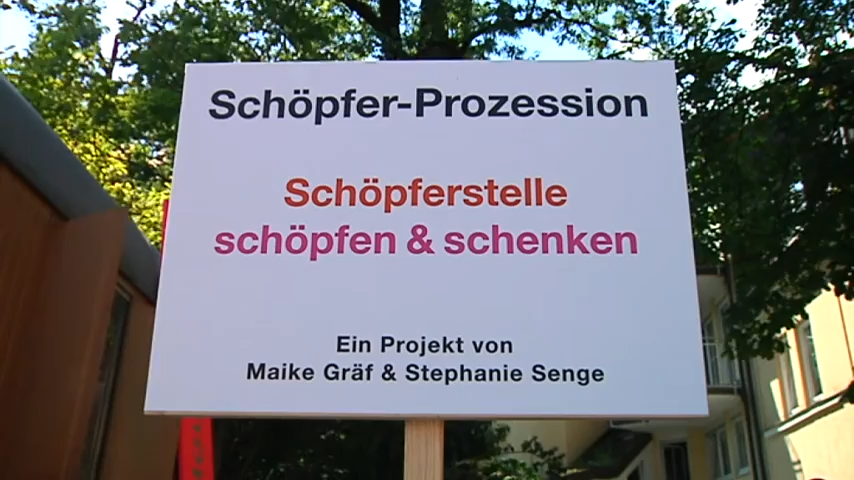 Schöpfer-Prozession
Schöpferstelle
schöpfen & schenken
Ein Projekt von
Maike Gräf & Stephanie Senge